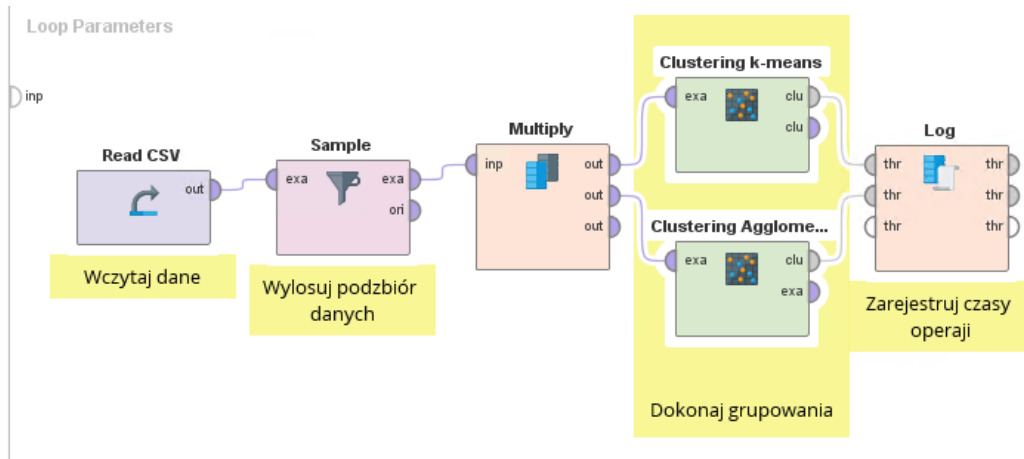 Loop Parameters
inp
Read CSV
out
Wczytaj dane
Sample
exa
exa
ori
Wylosuj podzbiór
danych
Multiply
inp
out
out
out
Clustering k-means
exa
clu
clu
Clustering Agglome...
exa
clu
exa
Dokonaj grupowania
Log
thr
thr
thr
thr
thr
thr
Zarejestruj czasy
operaji